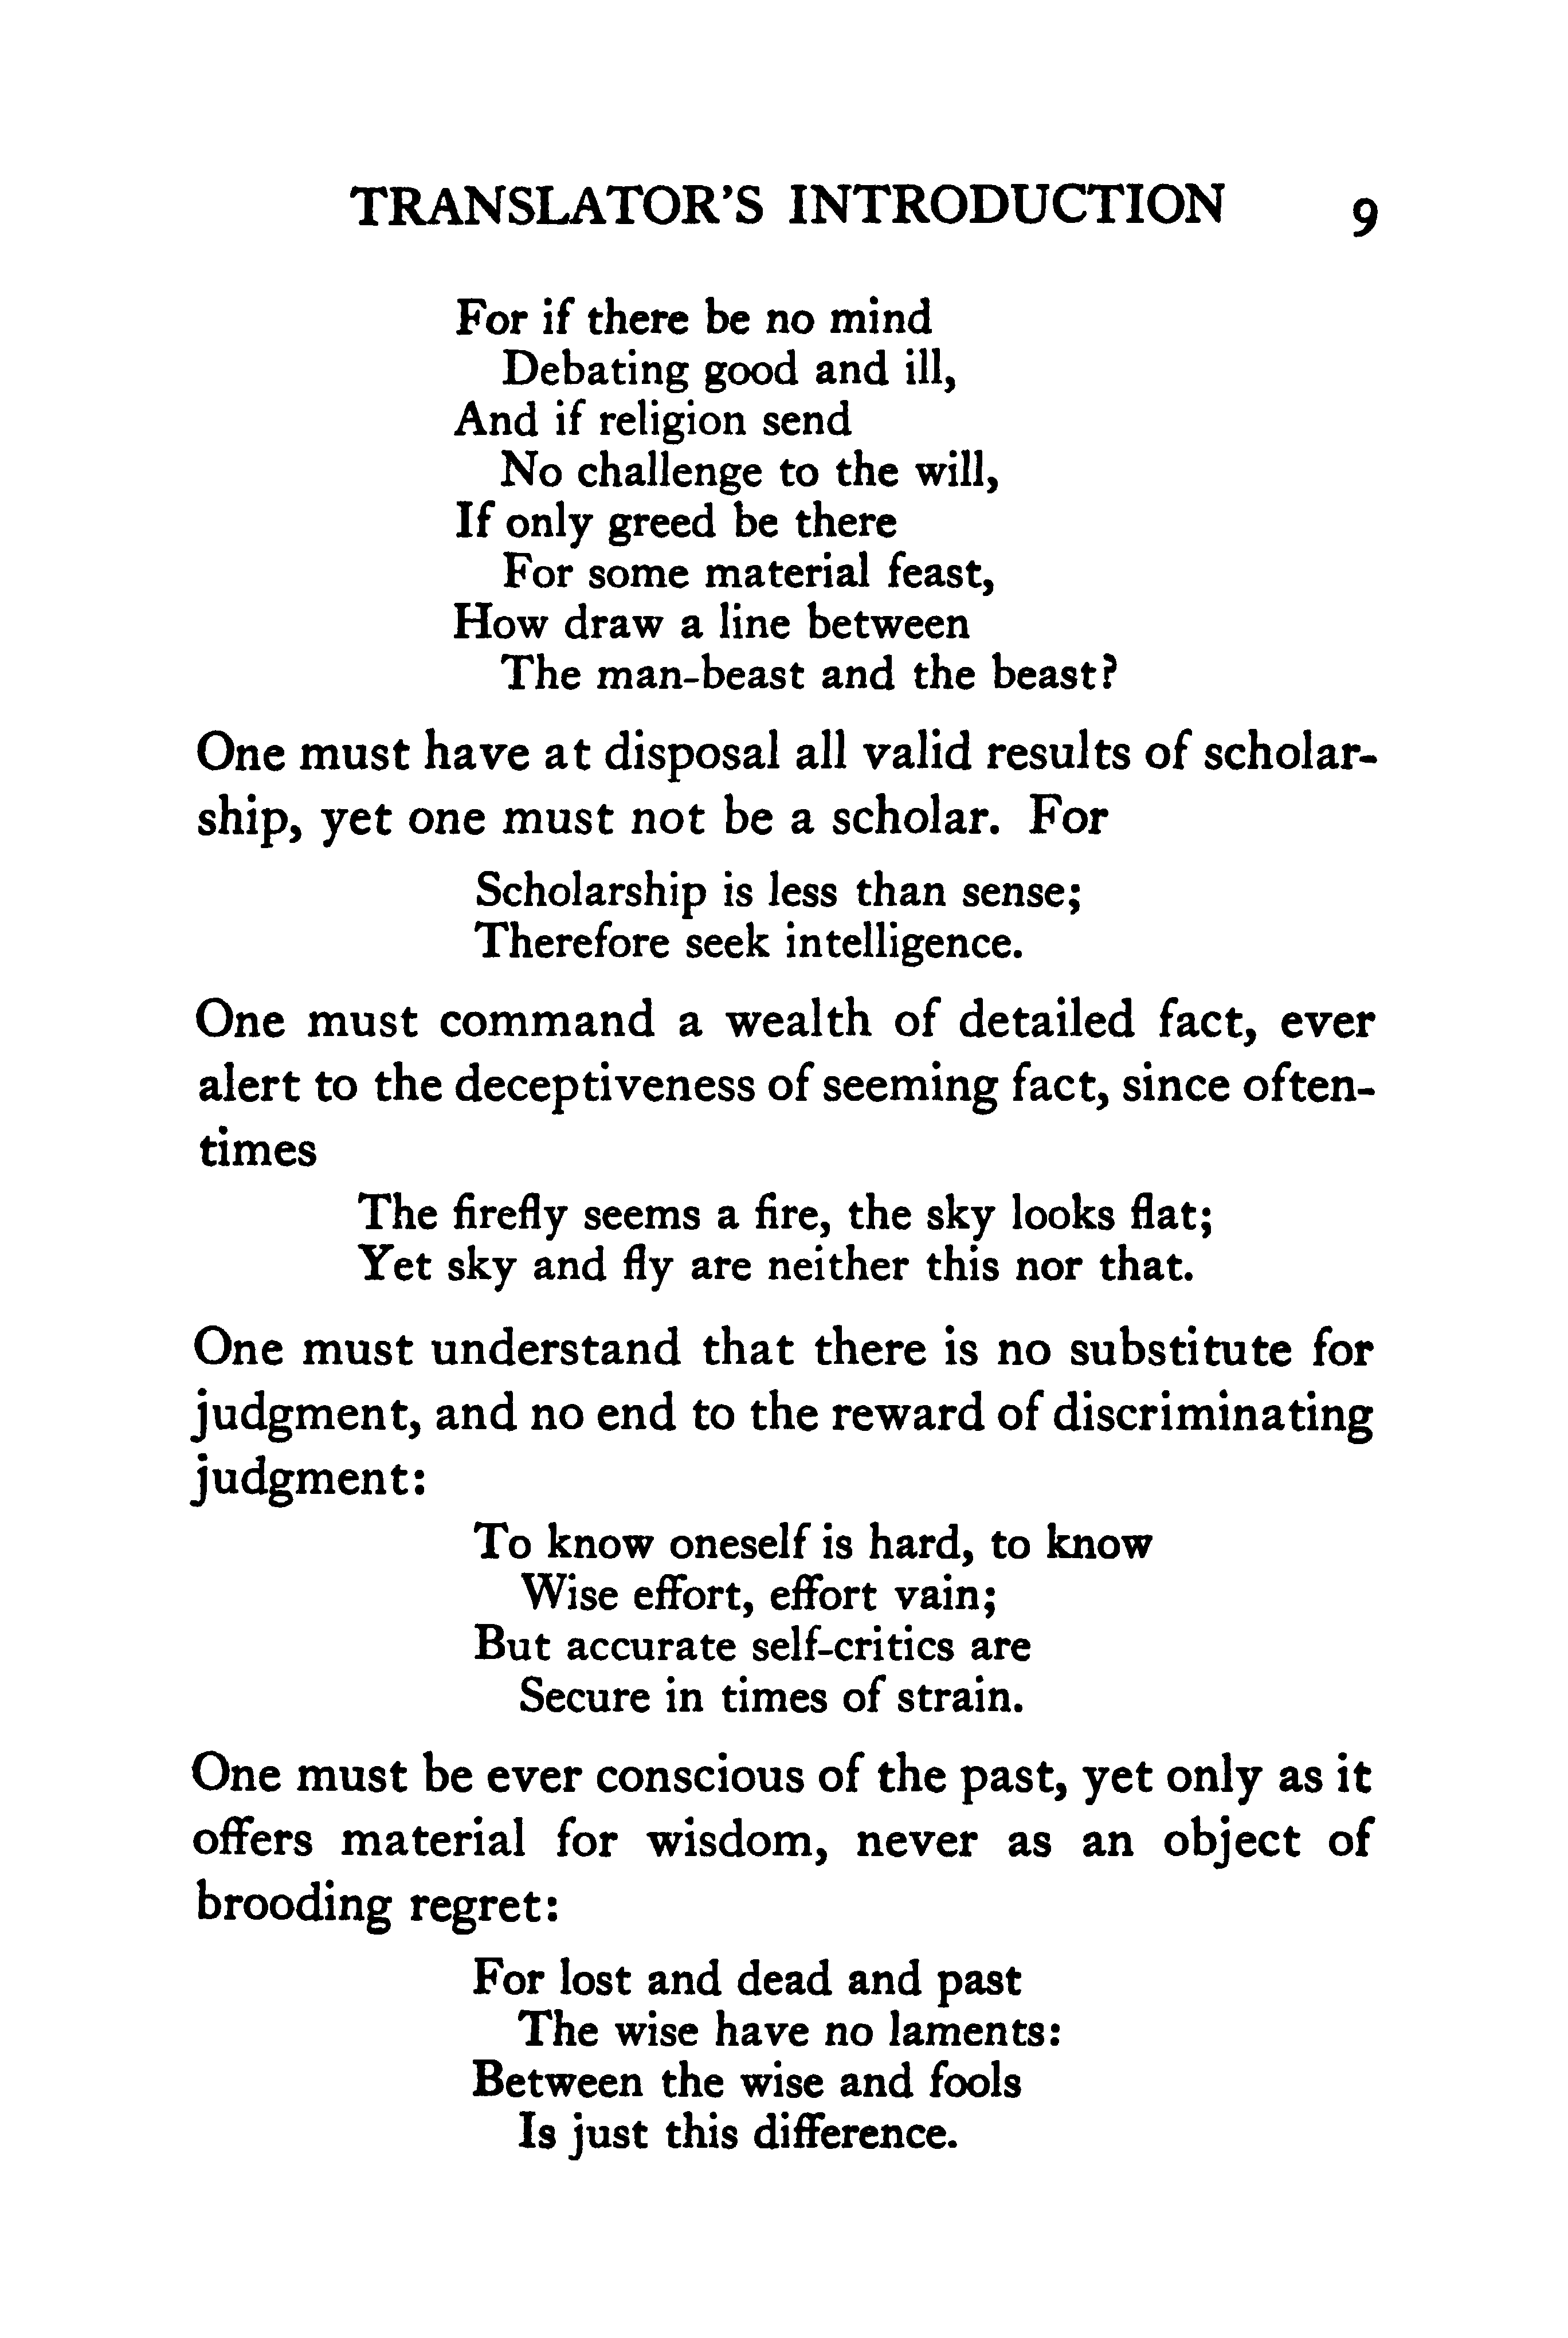 TRANSLATOR'S INTRODUCTION 9
For if there be no mind
Debating good and ill,
And if religion send
No challenge to the will,
If only greed be there
For some material feast,
How draw a line between
The man-beast and the beast?
One must have at disposal all valid results of scholar-
ship, yet one must not be a scholar. For
Scholarship is less than sense;
Therefore seek intelligence.
One must command a wealth of detailed fact, ever
alert to the deceptiveness of seeming fact, since often-
times
The firefly seems a fire, the sky looks flat;
Yet sky and fly are neither this nor that.
One must understand that there is no substitute for
judgment, and no end to the reward of discriminating
judgment:
To know oneself is hard, to know
Wise effort, effort vain;
But accurate self-critics are
Secure in times of strain.
One must be ever conscious of the past, yet only as it
offers material for wisdom, never as an object of
brooding regret:
For lost and dead and past
The wise have no laments:
Between the wise and fools
Is just this difference.